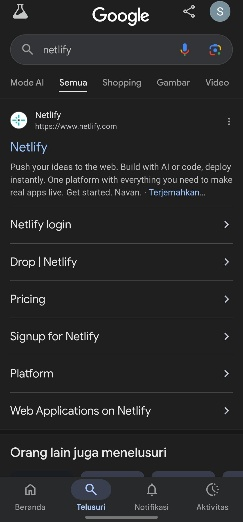 Google
S
netlify
Mode AI Semua Shopping Gambar Video
Netlify
https://www.netlify.com
Netlify
Push your ideas to the web. Build with AI or code, deploy
instantly. One platform with everything you need to make
real apps live. Get started. Navan. · Terjemahkan...
Netlify login
Drop | Netlify
Pricing
Signup for Netlify
Platform
Web Applications on Netlify
Orang lain juga menelusuri
Beranda Telusuri Notifikasi Aktivitas